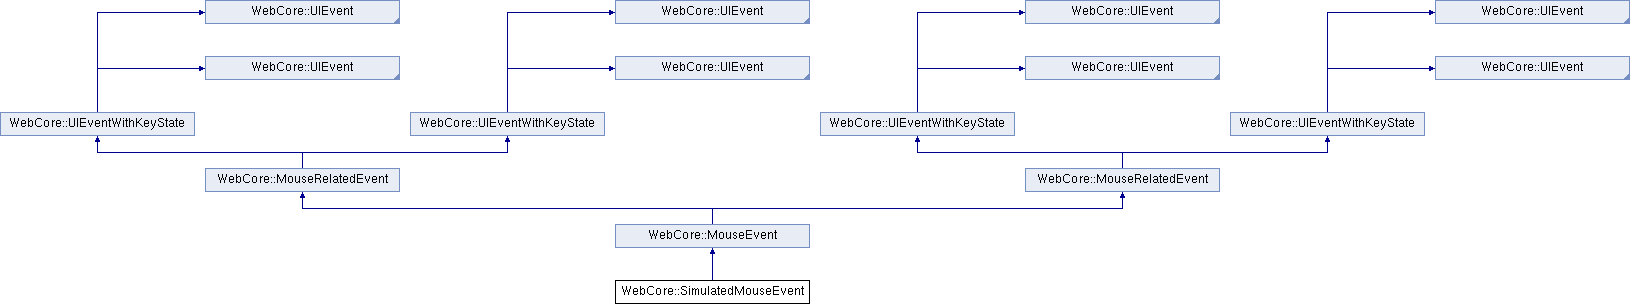 WebCore::UIEvent
WebCore::UIEvent
WebCore::UIEvent
WebCore::UIEvent
WebCore::UIEvent
WebCore::UIEvent
WebCore::UIEvent
WebCore::UIEvent
WebCore::UIEventWithKeyState
WebCore::UIEventWithKeyState
WebCore::UIEventWithKeyState
WebCore::UIEventWithKeyState
WebCore::MouseRelatedEvent
WebCore::MouseRelatedEvent
WebCore::MouseEvent
WebCore::SimulatedMouseEvent